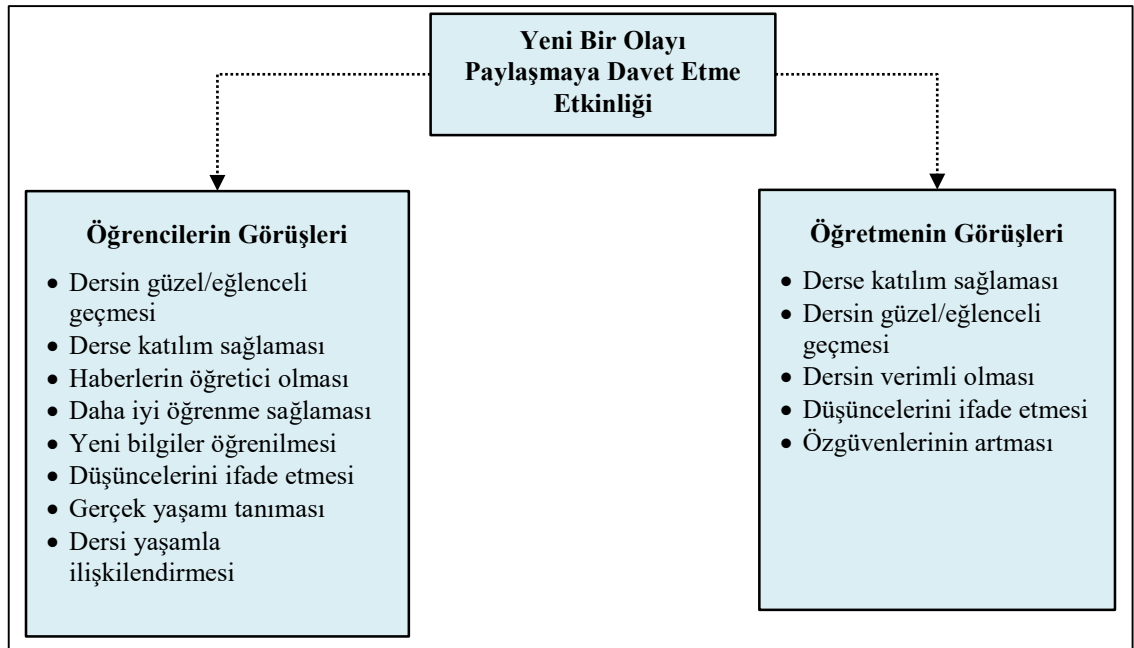 Yeni Bir Olayı
Paylaşmaya Davet Etme
Etkinliği
Öğrencilerin Görüşleri
• Dersin güzel/eğlenceli
geçmesi
• Derse katılım sağlaması
• Haberlerin öğretici olması
• Daha iyi öğrenme sağlaması
• Yeni bilgiler öğrenilmesi
• Düşüncelerini ifade etmesi
• Gerçek yaşamı tanıması
• Dersi yaşamla
ilişkilendirmesi
Öğretmenin Görüşleri
• Derse katılım sağlaması
• Dersin güzel/eğlenceli
geçmesi
• Dersin verimli olması
• Düşüncelerini ifade etmesi
• Özgüvenlerinin artması